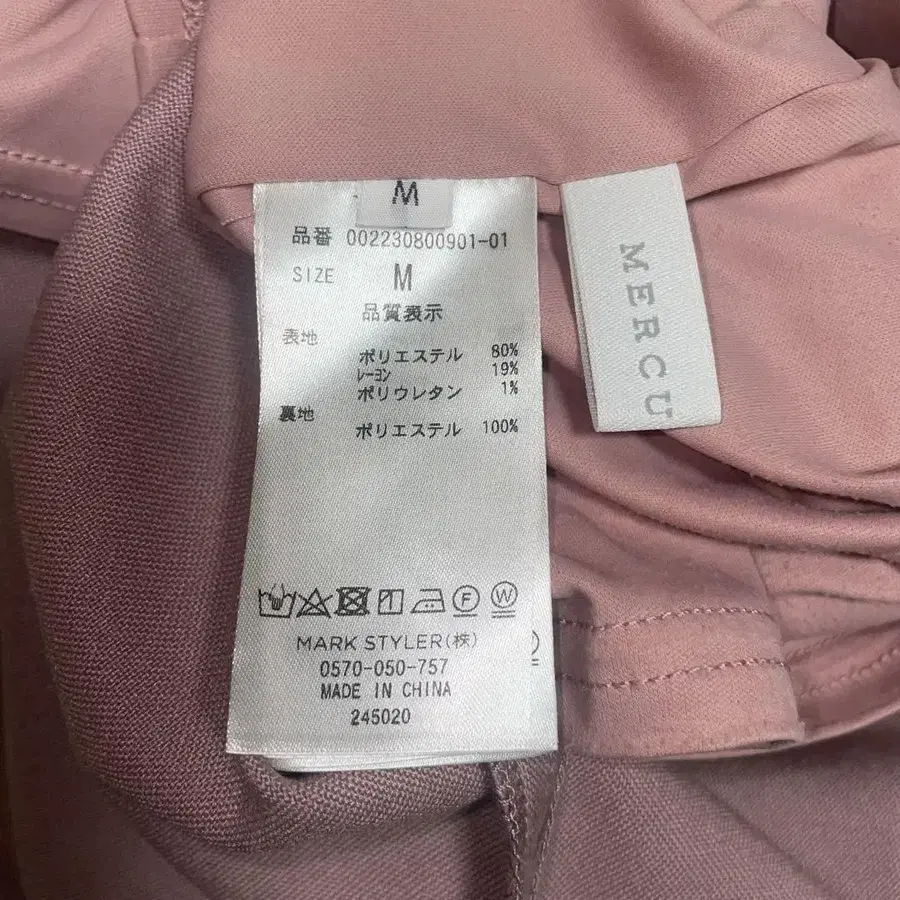 M
品番 002230800901-01
SIZE M
品質表示
表地
ポリエステル 80%
レーヨン 19%
ポリウレタン 1%
裏地
ポリエステル 100%
F W
MARK STYLER(株)
0570-050-757
MADE IN CHINA
245020
MERCU